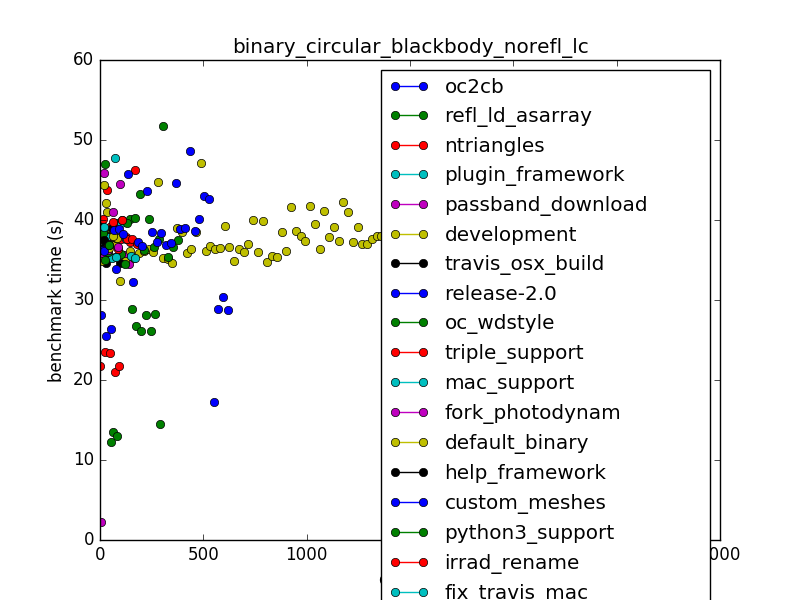 binary_circular_blackbody_norefl_lc
60
50
40
30
20
10
0
benchmark time (s)
0
500
1000
000
oc2cb
refl_ld_asarray
ntriangles
plugin_framework
passband_download
development
travis_osx_build
release-2.0
oc_wdstyle
triple_support
mac_support
fork_photodynam
default_binary
help_framework
custom_meshes
python3_support
irrad_rename
fix_travis_mac